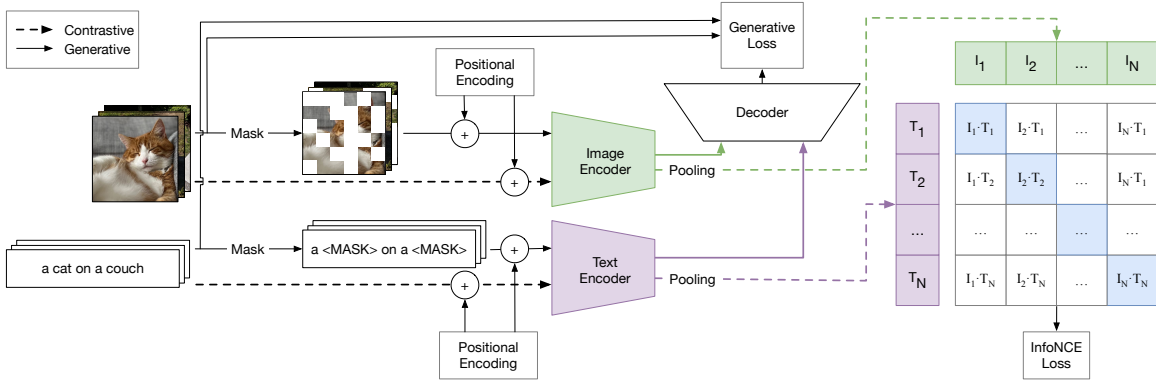 Contrastive
Generative
Positional
Encoding
Generative
Loss
Decoder
Mask
Image
Encoder
Pooling
Mask
a <MASK> on a <MASK>
a cat on a couch
Text
Encoder
Pooling
Positional
Encoding
I1 I2 ... IN
T1 I1·T1 I2·T1 ... IN·T1
T2 I1·T2 I2·T2 ... IN·T1
... ... ... ...
TN I1·TN I2·TN ... IN·TN
InfoNCE
Loss
+
+
+
+